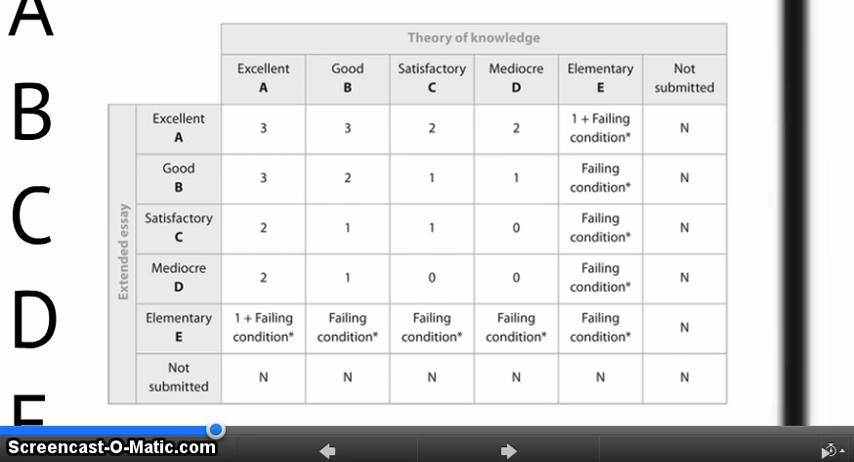 A
B
C
D
E
Theory of knowledge
Excellent A
Good B
Satisfactory C
Mediocre D
Elementary E
Not submitted
Extended essay
Excellent A 3 3 2 2 1 + Failing condition* N
Good B 3 2 1 1 Failing condition* N
Satisfactory C 2 1 1 0 Failing condition* N
Mediocre D 2 1 0 0 Failing condition* N
Elementary E 1 + Failing condition* Failing condition* Failing condition* Failing condition* Failing condition* N
Not submitted N N N N N N
Screencast-O-Matic.com